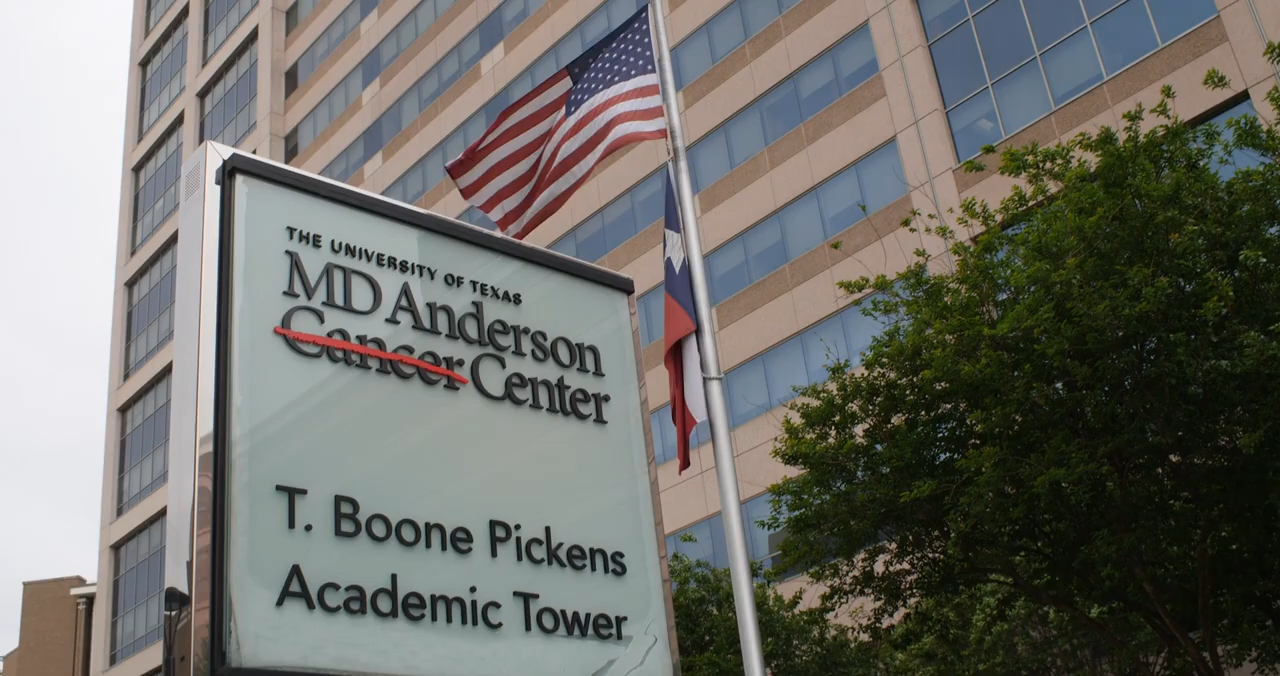 THE UNIVERSITY OF TEXAS
MD Anderson
Cancer Center
T. Boone Pickens
Academic Tower